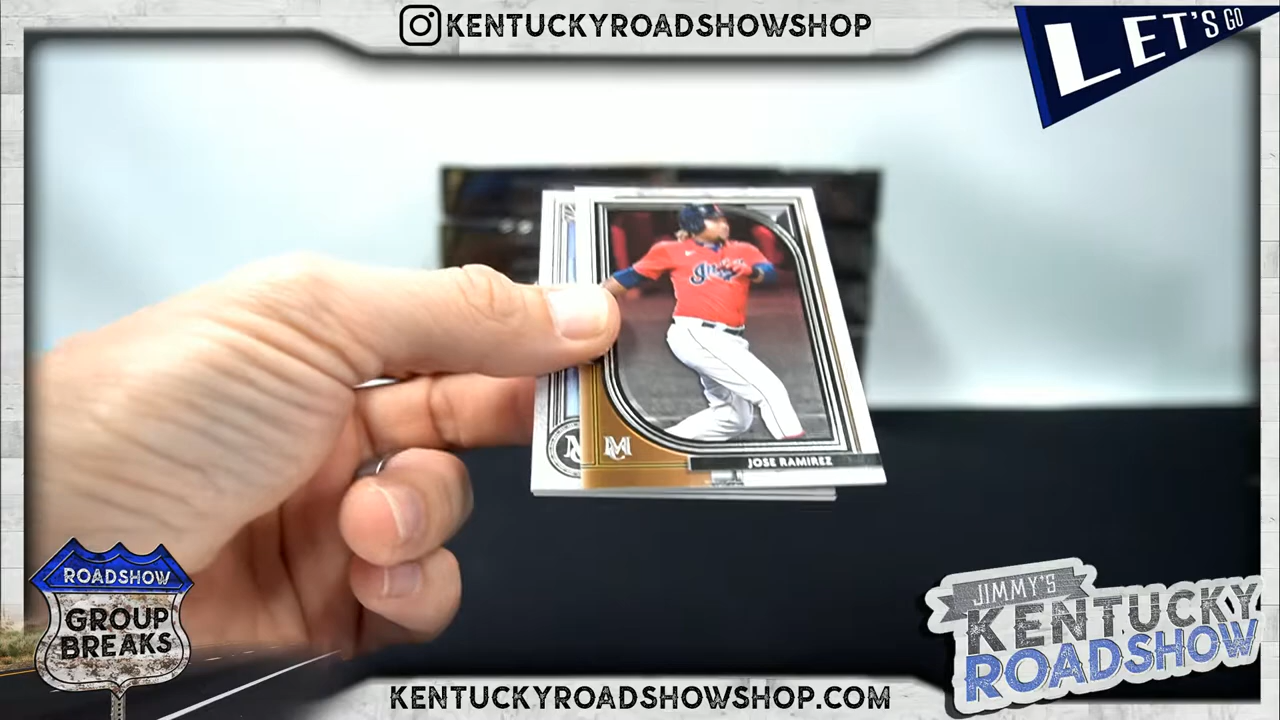 KENTUCKYROADSHOWSHOP
LET'S GO
JOSE RAMIREZ
ROADSHOW
GROUP
BREAKS
JIMMY'S
KENTUCKY
ROADSHOW
KENTUCKYROADSHOWSHOP.COM